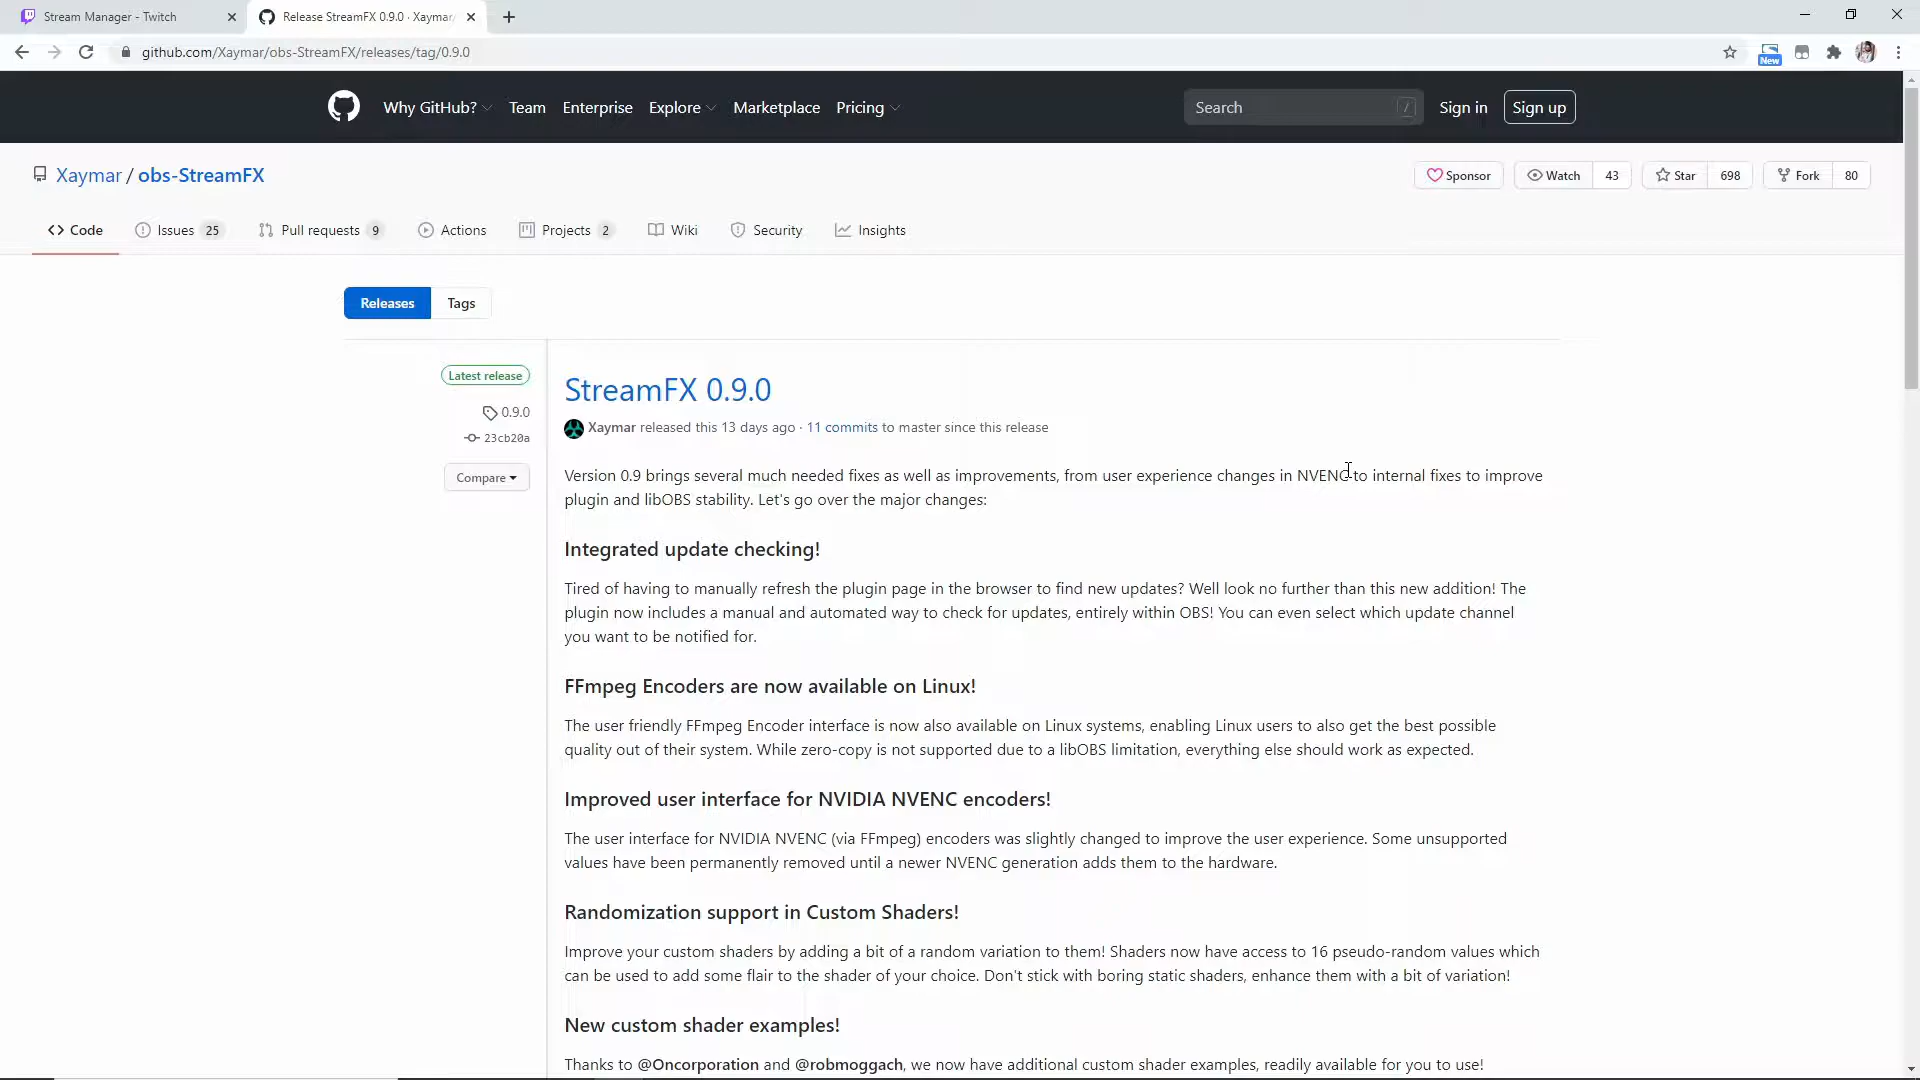 Stream Manager - Twitch
Release StreamFX 0.9.0 · Xaymar/
github.com/Xaymar/obs-StreamFX/releases/tag/0.9.0
New
Why GitHub? Team Enterprise Explore Marketplace Pricing
Search /
Sign in Sign up
Xaymar / obs-StreamFX
Sponsor Watch 43 Star 698 Fork 80
Code Issues 25 Pull requests 9 Actions Projects 2 Wiki Security Insights
Releases Tags
Latest release
0.9.0
23cb20a
Compare
StreamFX 0.9.0
Xaymar released this 13 days ago · 11 commits to master since this release
Version 0.9 brings several much needed fixes as well as improvements, from user experience changes in NVENC to internal fixes to improve
plugin and libOBS stability. Let's go over the major changes:
Integrated update checking!
Tired of having to manually refresh the plugin page in the browser to find new updates? Well look no further than this new addition! The
plugin now includes a manual and automated way to check for updates, entirely within OBS! You can even select which update channel
you want to be notified for.
FFmpeg Encoders are now available on Linux!
The user friendly FFmpeg Encoder interface is now also available on Linux systems, enabling Linux users to also get the best possible
quality out of their system. While zero-copy is not supported due to a libOBS limitation, everything else should work as expected.
Improved user interface for NVIDIA NVENC encoders!
The user interface for NVIDIA NVENC (via FFmpeg) encoders was slightly changed to improve the user experience. Some unsupported
values have been permanently removed until a newer NVENC generation adds them to the hardware.
Randomization support in Custom Shaders!
Improve your custom shaders by adding a bit of a random variation to them! Shaders now have access to 16 pseudo-random values which
can be used to add some flair to the shader of your choice. Don't stick with boring static shaders, enhance them with a bit of variation!
New custom shader examples!
Thanks to @Oncorporation and @robmoggach, we now have additional custom shader examples, readily available for you to use!